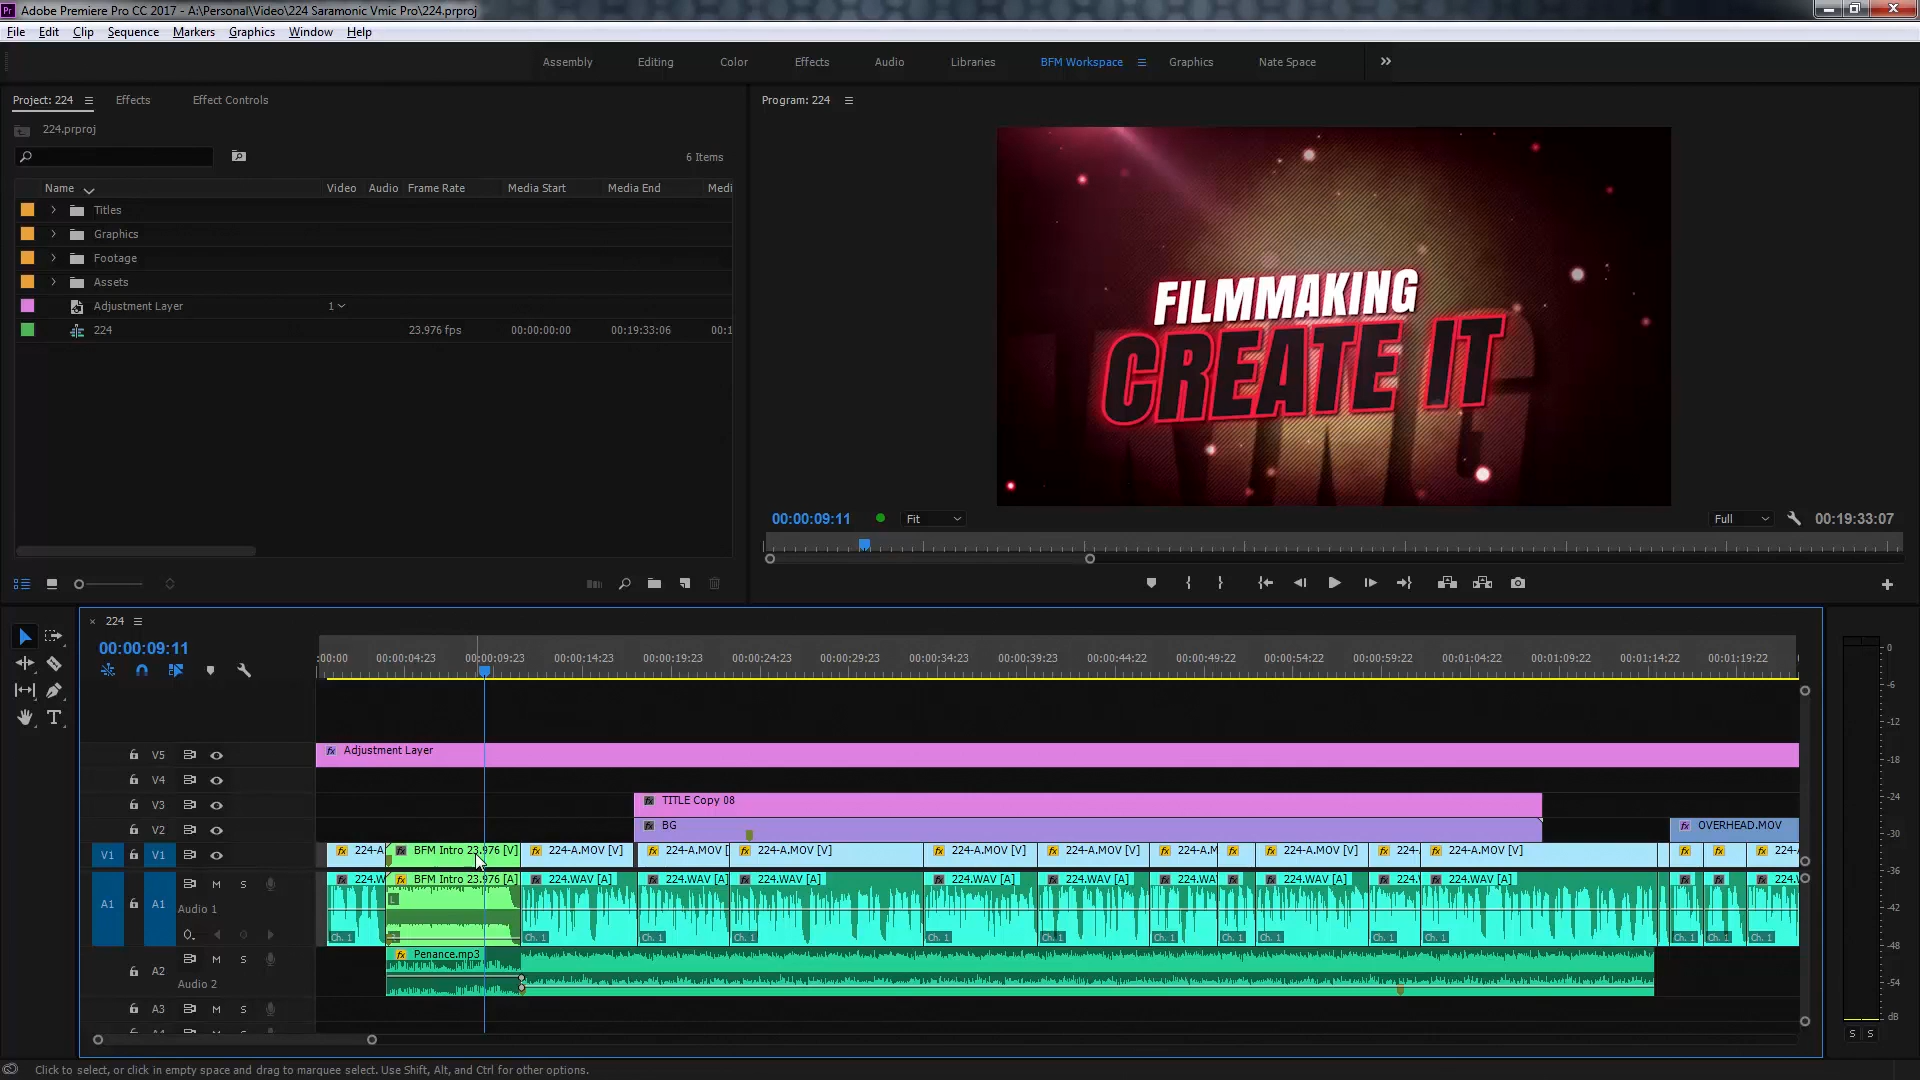 Adobe Premiere Pro CC 2017 - A:\Personal\Video\224 Saramonic Vmic Pro\224.prproj
File Edit Clip Sequence Markers Graphics Window Help
Assembly Editing Color Effects Audio Libraries BFM Workspace Graphics Nate Space
Project: 224 Effects Effect Controls
224.prproj
6 Items
Name Video Audio Frame Rate Media Start Media End Medi
Titles
Graphics
Footage
Assets
Adjustment Layer 1
224 23.976 fps 00:00:00:00 00:19:33:06 00:1
Program: 224
FILMMAKING
CREATE IT
00:00:09:11 Fit Full 00:19:33:07
224
00:00:09:11
:00:00 00:00:04:23 00:00:09:23 00:00:14:23 00:00:19:23 00:00:24:23 00:00:29:23 00:00:34:23 00:00:39:23 00:00:44:22 00:00:49:22 00:00:54:22 00:00:59:22 00:01:04:22 00:01:09:22 00:01:14:22 00:01:19:22
V5 Adjustment Layer
V4
V3 TITLE Copy 08
V2 BG OVERHEAD.MOV
V1 V1 224-A BFM Intro 23.976 [V] 224-A.MOV [V] 224-A.MOV [ 224-A.MOV [V] 224-A.MOV [V] 224-A.MOV [V] 224-A.M 224-A.MOV [V] 224- 224-A.MOV [V] 224-
M S 224.W BFM Intro 23.976 [A] 224.WAV [A] 224.WAV [A] 224.WAV [A] 224.WAV [A] 224.WAV [A] 224.WA 224.WAV [A] 224.\ 224.WAV [A] 224.\
A1 A1 Audio 1 L
Ch. 1 Ch. 1 Ch. 1 Ch. 1 Ch. 1 Ch. 1 Ch. 1 Ch. 1 Ch. 1 Ch. 1 Ch. 1 Ch. 1 Ch. 1
M S Penance.mp3
A2 Audio 2
A3 M S
0
-6
-12
-18
-24
-30
-36
-42
-48
-54
dB
S S
Click to select, or click in empty space and drag to marquee select. Use Shift, Alt, and Ctrl for other options.